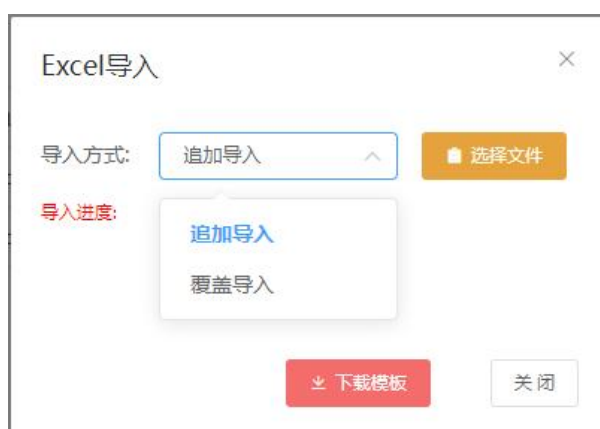 Excel导入
导入方式: 追加导入 选择文件
导入进度:
追加导入
覆盖导入
下载模板 关闭